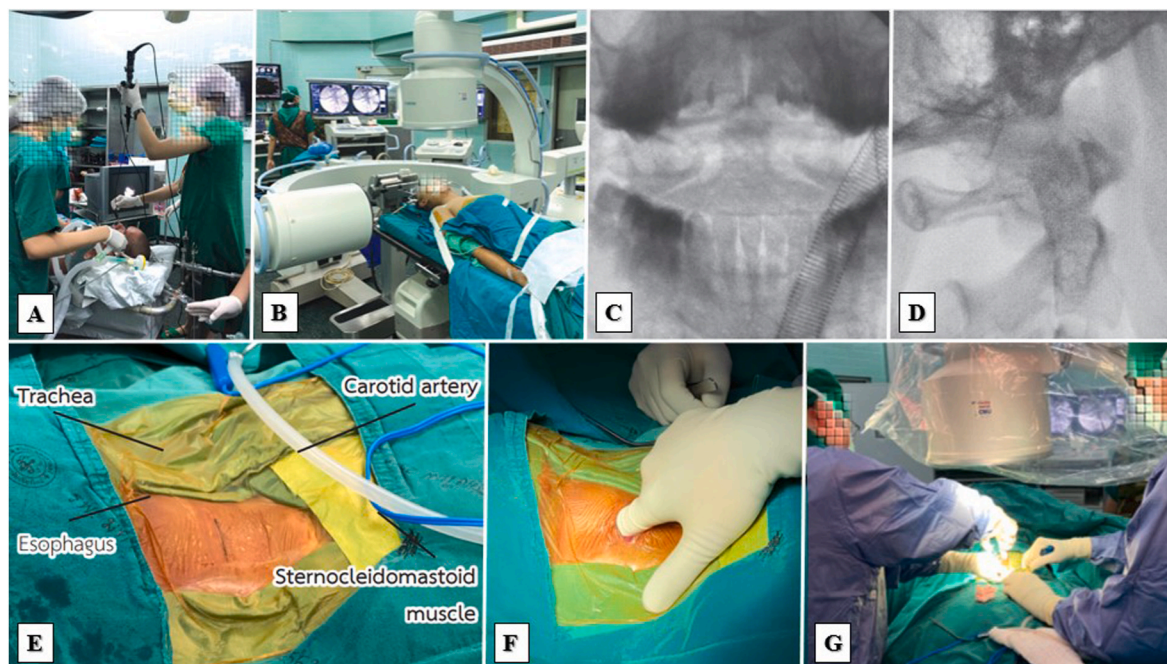 A
B
C
D
Trachea
Carotid artery
Esophagus
Sternocleidomastoid
muscle
E
F
G